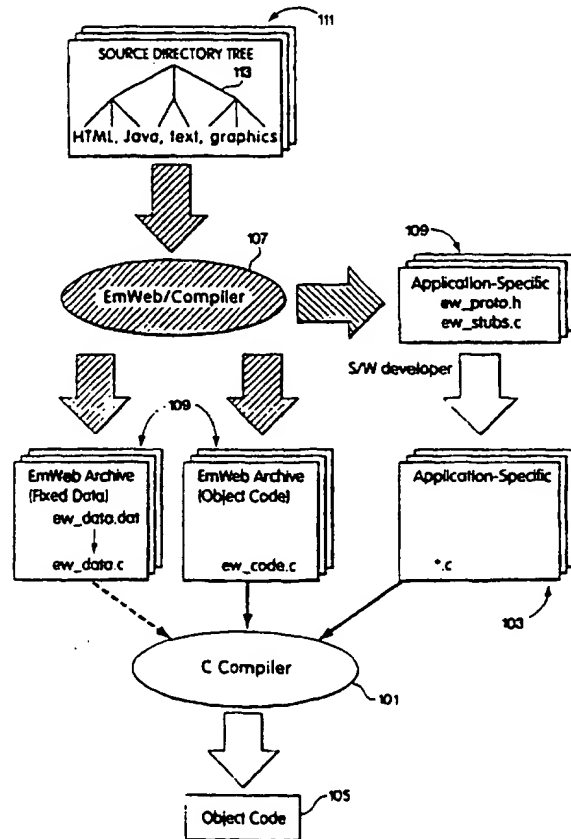 111
SOURCE DIRECTORY TREE
113
HTML, Java, text, graphics
107
EmWeb/Compiler
109
Application-Specific
ew_proto.h
ew_stubs.c
S/W developer
109
EmWeb Archive
(Fixed Data)
ew_data.dat
ew_data.c
EmWeb Archive
(Object Code)
ew_code.c
Application-Specific
*.c
103
C Compiler
101
105
Object Code